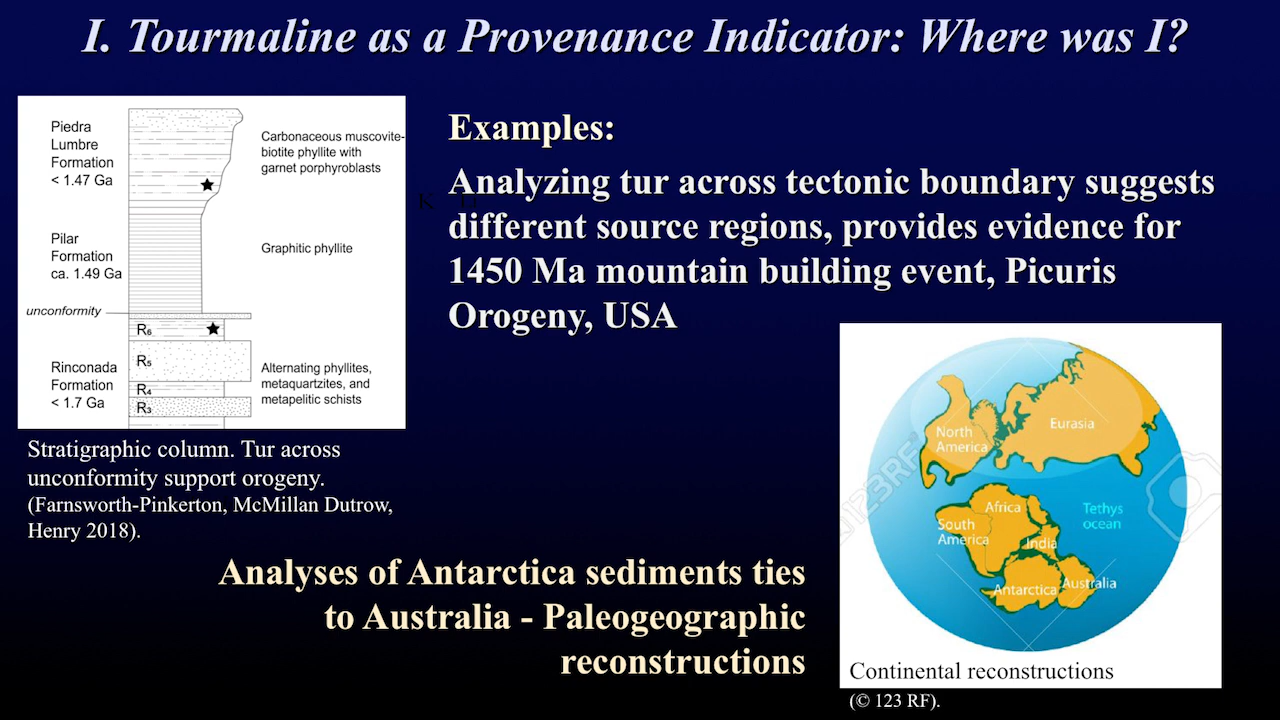 I. Tourmaline as a Provenance Indicator: Where was I?
Piedra
Lumbre
Formation
< 1.47 Ga
Carbonaceous muscovite-
biotite phyllite with
garnet porphyroblasts
Pilar
Formation
ca. 1.49 Ga
Graphitic phyllite
unconformity
R₆
R₅
Rinconada
Formation
< 1.7 Ga
R₄
R₃
Alternating phyllites,
metaquartzites, and
metapelitic schists
Stratigraphic column. Tur across
unconformity support orogeny.
(Farnsworth-Pinkerton, McMillan Dutrow,
Henry 2018).
Examples:
Analyzing tur across tectonic boundary suggests
different source regions, provides evidence for
1450 Ma mountain building event, Picuris
Orogeny, USA
K
Analyses of Antarctica sediments ties
to Australia - Paleogeographic
reconstructions
North
America
Eurasia
Africa
South
America
India
Tethys
ocean
Antarctica
Australia
123RF
Continental reconstructions
(© 123 RF).